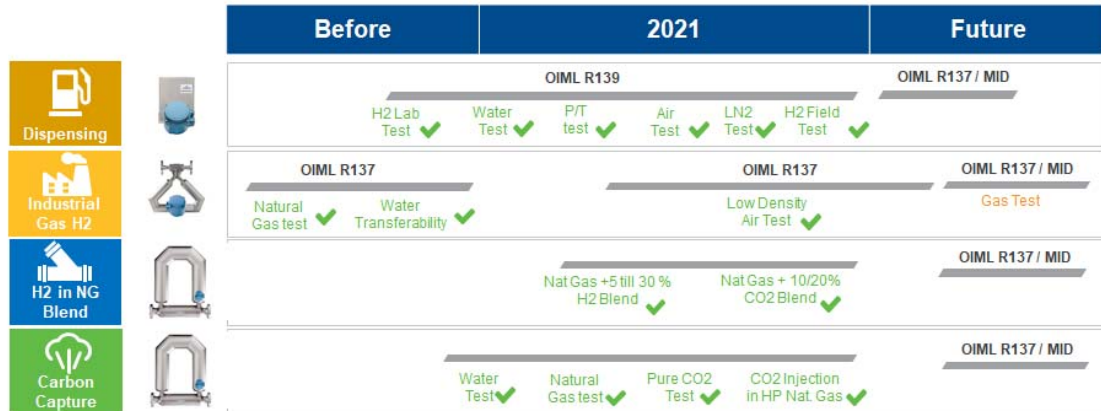 Before
2021
Future
Dispensing
OIML R139
OIML R137 / MID
H2 Lab
Test
Water
Test
P/T
test
Air
Test
LN2
Test
H2 Field
Test
Industrial
Gas H2
OIML R137
OIML R137
OIML R137 / MID
Natural
Gas test
Water
Transferability
Low Density
Air Test
Gas Test
H2 in NG
Blend
OIML R137 / MID
Nat Gas +5 till 30 %
H2 Blend
Nat Gas + 10/20%
CO2 Blend
Carbon
Capture
OIML R137 / MID
Water
Test
Natural
Gas test
Pure CO2
Test
CO2 Injection
in HP Nat. Gas